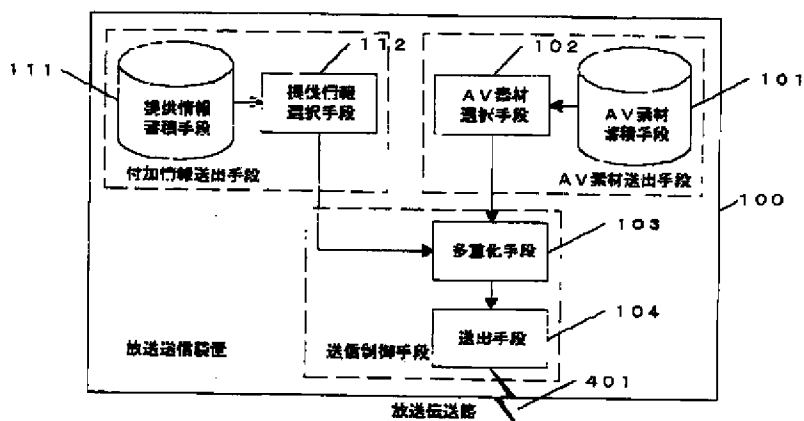 112
102
111
101
提供情報
蓄積手段
提供情報
選択手段
AV素材
選択手段
AV素材
蓄積手段
付加情報送出手段
AV素材送出手段
100
103
多重化手段
104
送出手段
放送送信装置
送信制御手段
401
放送伝送路